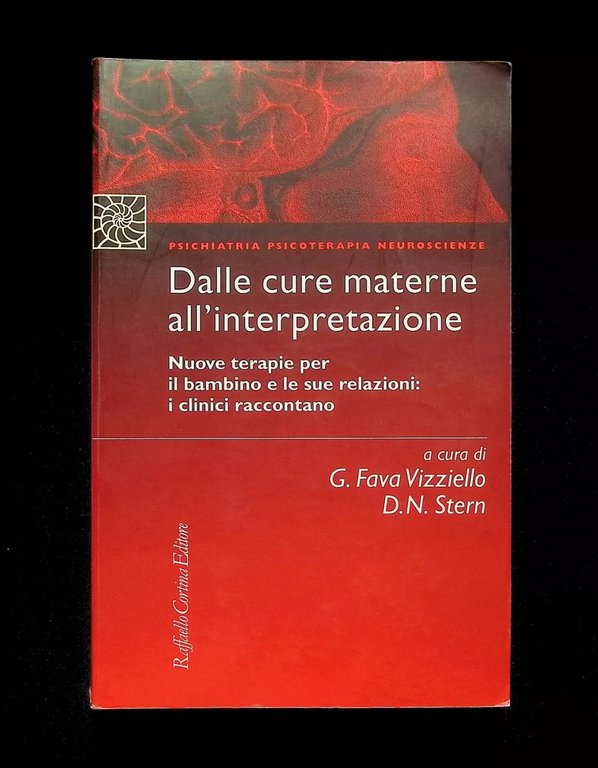 PSICHIATRIA PSICOTERAPIA NEUROSCIENZE
Dalle cure materne
all'interpretazione
Nuove terapie per
il bambino e le sue relazioni:
i clinici raccontano
a cura di
G. Fava Vizziello
D.N. Stern
Raffaello Cortina Editore